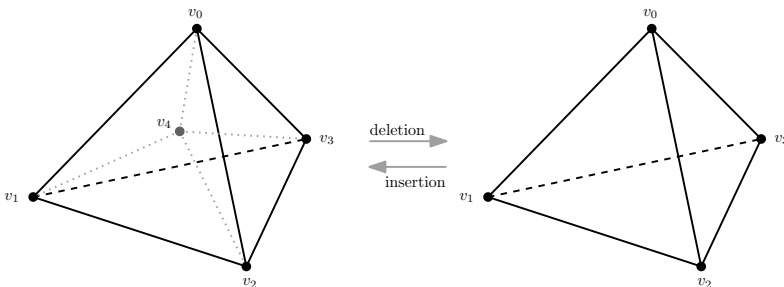 v₀
v₄
v₃
v₁
v₂
deletion
insertion
v₀
v₁
v₂